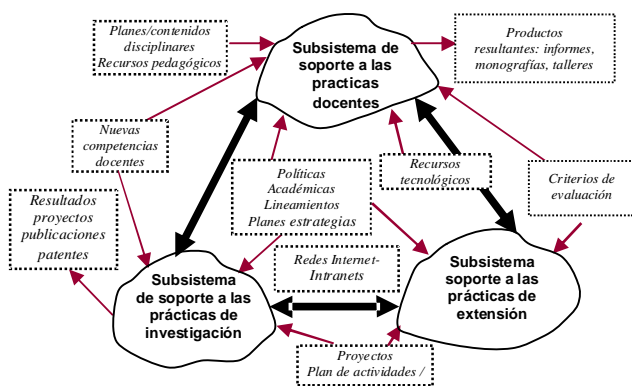 Planes/contenidos
disciplinares
Recursos pedagógicos
Subsistema de
soporte a las
practicas
docentes
Productos
resultantes: informes,
monografías, talleres
Nuevas
competencias
docentes
Políticas
Académicas
Lineamientos
Planes estrategias
Recursos
tecnológicos
Criterios de
evaluación
Resultados
proyectos
publicaciones
patentes
Redes Internet-
Intranets
Subsistema
de soporte a las
prácticas de
investigación
Subsistema
soporte a las
prácticas de
extensión
Proyectos
Plan de actividades /